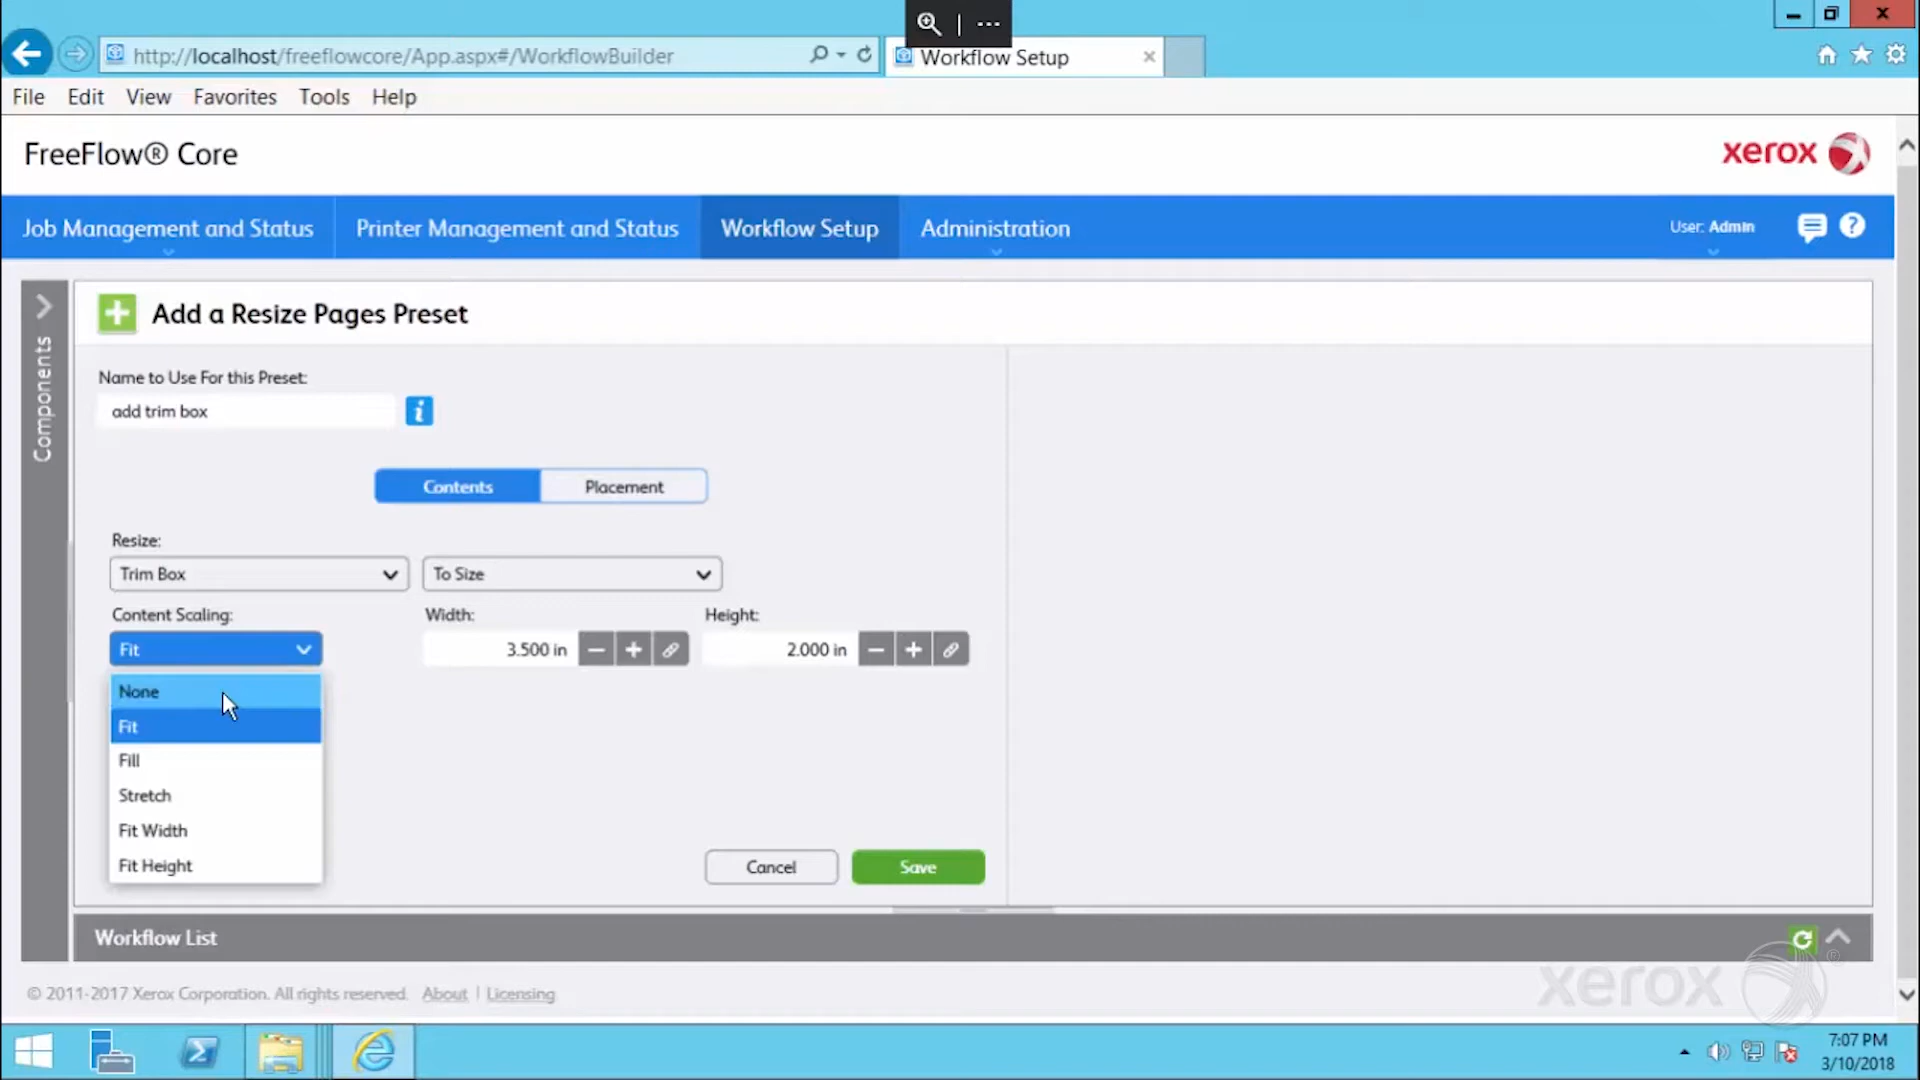 http://localhost/freeflowcore/App.aspx#/WorkflowBuilder
Workflow Setup
File Edit View Favorites Tools Help
FreeFlow® Core
xerox
Job Management and Status Printer Management and Status Workflow Setup Administration User: Admin
Components
Add a Resize Pages Preset
Name to Use For this Preset:
add trim box
Contents Placement
Resize:
Trim Box To Size
Content Scaling: Width: Height:
Fit 3.500 in 2.000 in
None
Fit
Fill
Stretch
Fit Width
Fit Height
Cancel Save
Workflow List
xerox ®
© 2011-2017 Xerox Corporation. All rights reserved. About | Licensing
7:07 PM
3/10/2018